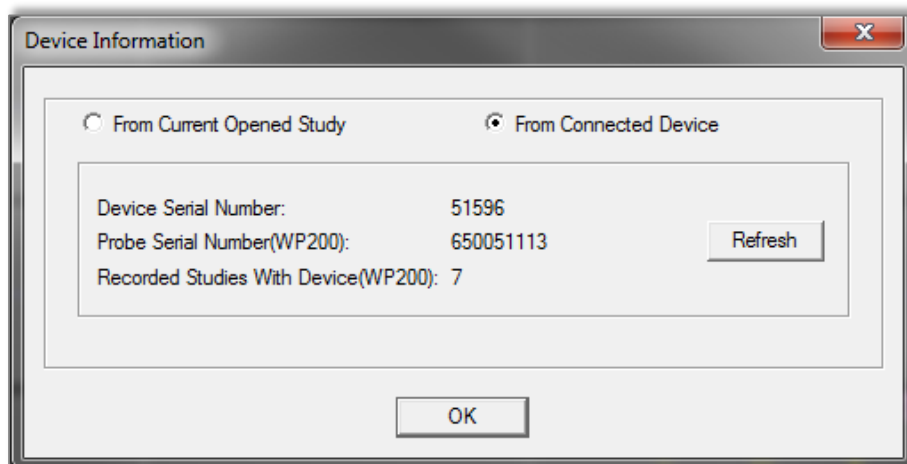 Device Information
From Current Opened Study From Connected Device
Device Serial Number: 51596
Probe Serial Number(WP200): 650051113
Refresh
Recorded Studies With Device(WP200): 7
OK